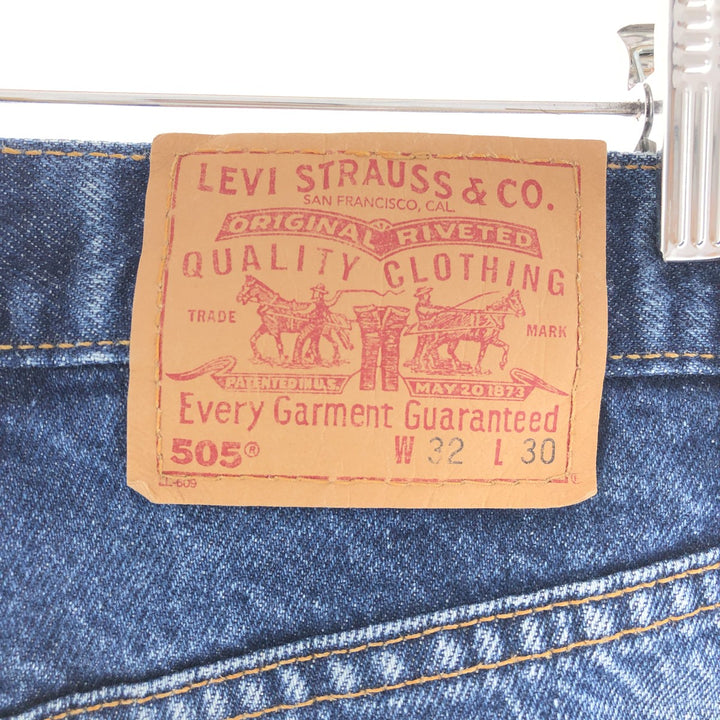 LEVI STRAUSS & CO.
SAN FRANCISCO, CAL.
ORIGINAL RIVETED
QUALITY CLOTHING
TRADE MARK
PATENTED IN U.S. MAY 20 1873
Every Garment Guaranteed
505® W 32 L 30